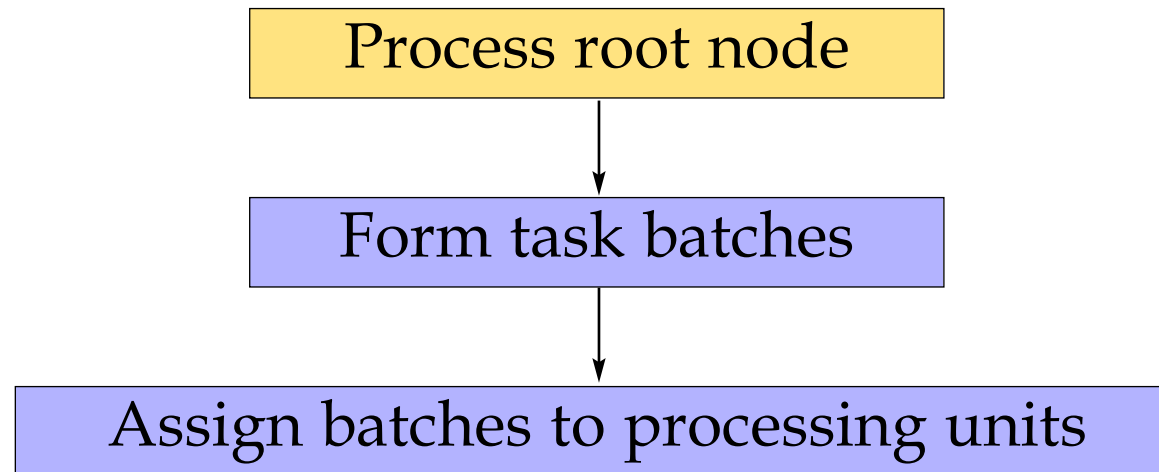 Process root node
Form task batches
Assign batches to processing units